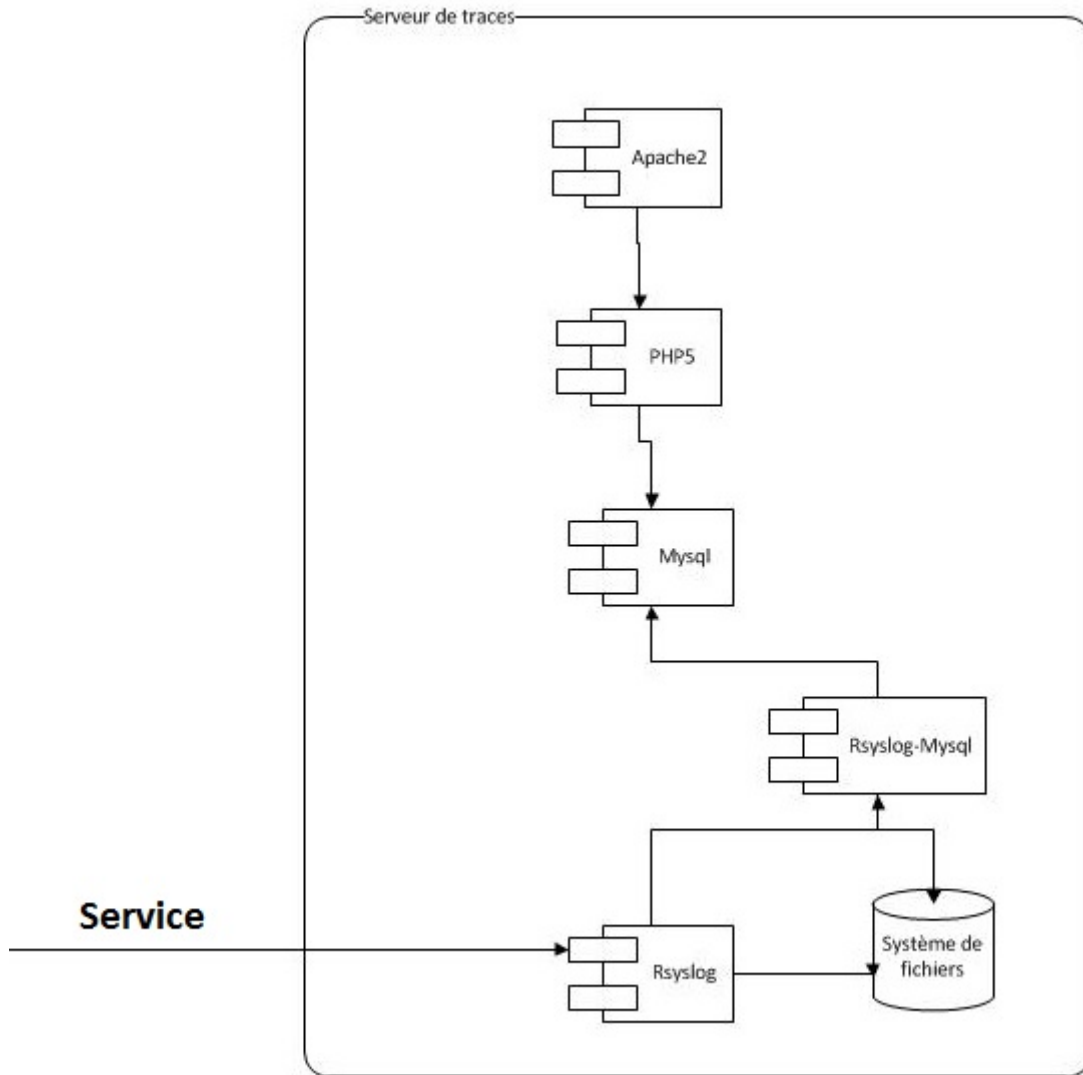 Serveur de traces
Apache2
PHP5
Mysql
Rsyslog-Mysql
Service
Rsyslog
Système de
fichiers